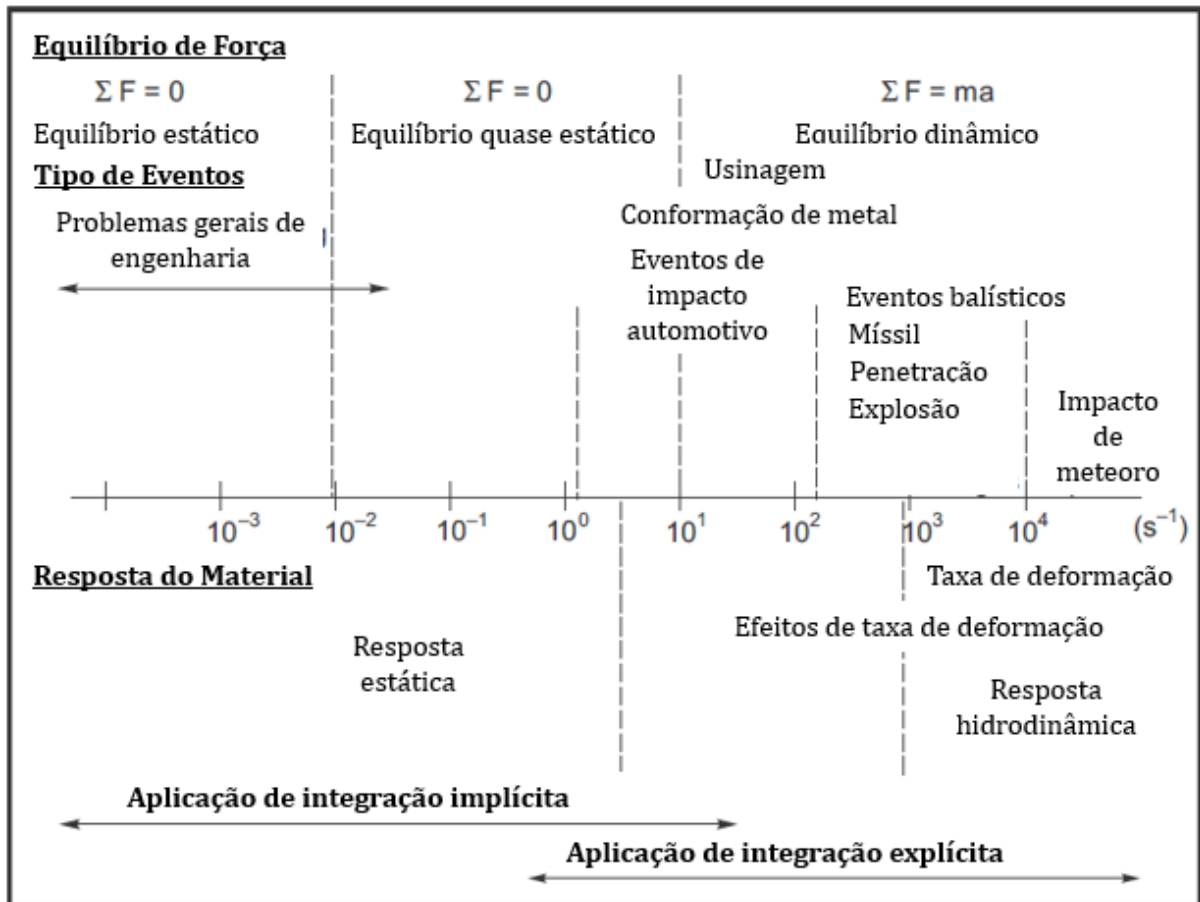 Equilíbrio de Força
Σ F = 0 Σ F = 0 Σ F = ma
Equilíbrio estático Equilíbrio quase estático Equilíbrio dinâmico
Tipo de Eventos
Usinagem
Problemas gerais de
engenharia
Conformação de metal
Eventos de
impacto
automotivo
Eventos balísticos
Míssil
Penetração
Explosão
Impacto
de
meteoro
10⁻³ 10⁻² 10⁻¹ 10⁰ 10¹ 10² 10³ 10⁴ (s⁻¹)
Resposta do Material
Taxa de deformação
Efeitos de taxa de deformação
Resposta
estática
Resposta
hidrodinâmica
Aplicação de integração implícita
Aplicação de integração explícita